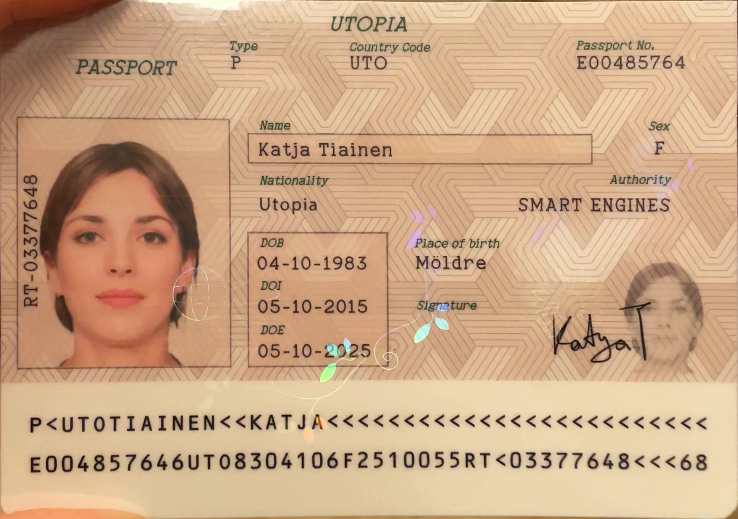 UTOPIA
PASSPORT
Type
P
Country Code
UTO
Passport No.
E00485764
Name
Katja Tiainen
Sex
F
Nationality
Utopia
Authority
SMART ENGINES
RT-03377648
DOB
04-10-1983
DOI
05-10-2015
DOE
05-10-2025
Place of birth
Möldre
Signature
KatyaT
P<UTOTIAINEN<<KATJA<<<<<<<<<<<<<<<<<<<<<<<<<
E004857646UTO8304106F2510055RT<03377648<<<68